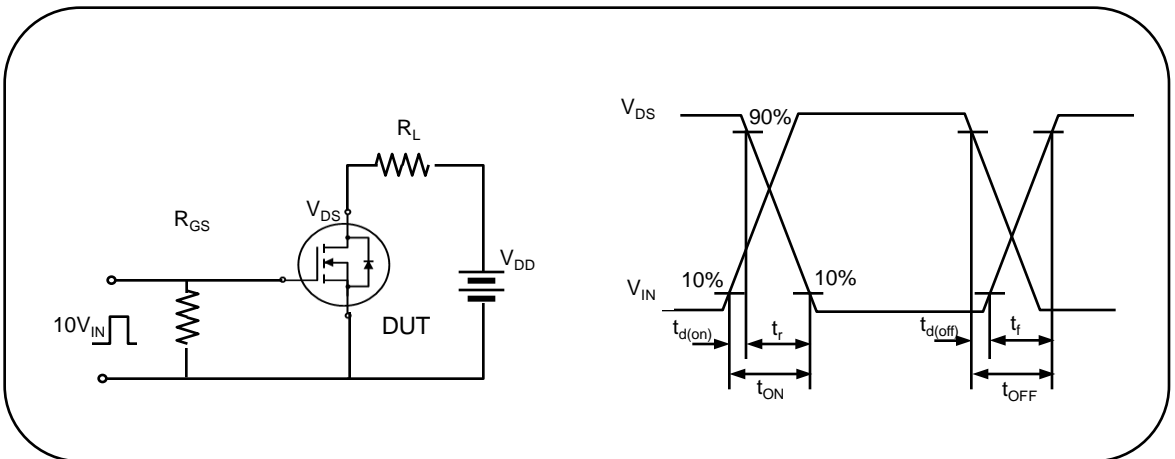 R_L
R_GS
V_DS
V_DD
10V_IN
DUT
V_DS
90%
V_IN
10%
10%
t_d(on)
t_r
t_d(off)
t_f
t_ON
t_OFF